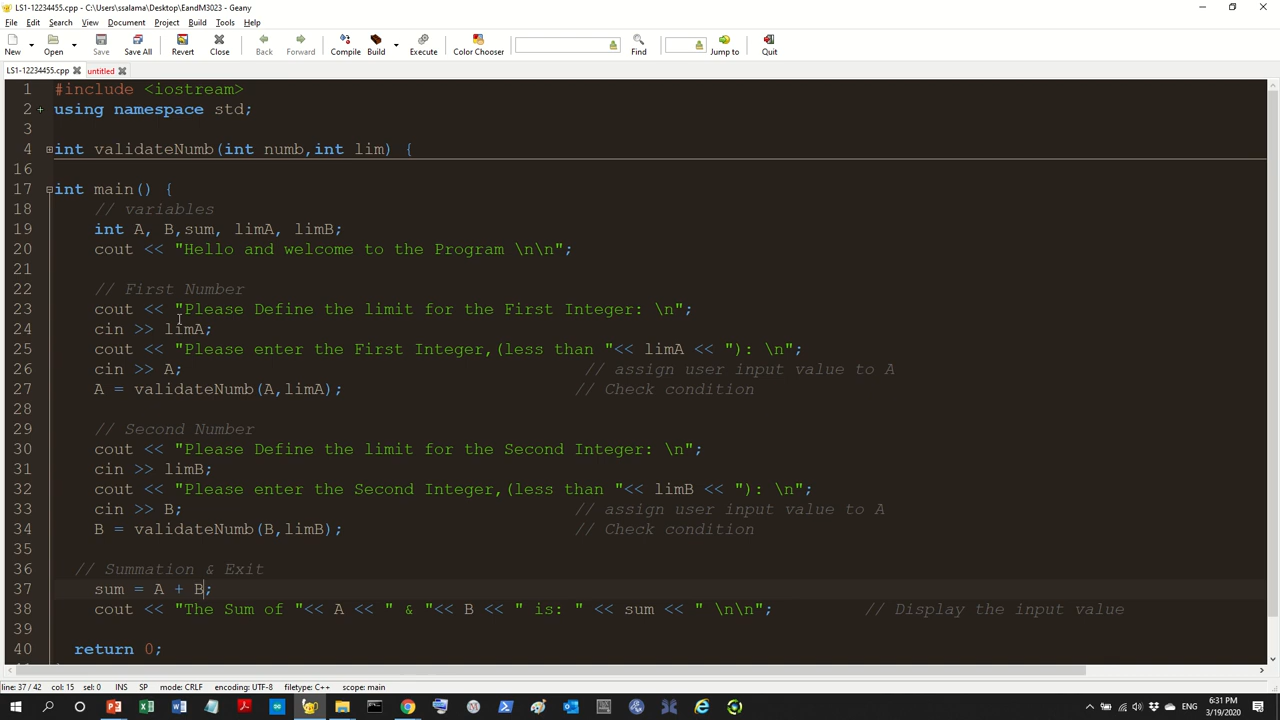 LS1-12234455.cpp - C:\Users\ssalama\Desktop\EandM3023 - Geany
File Edit Search View Document Project Build Tools Help
New Open Save Save All Revert Close Back Forward Compile Build Execute Color Chooser Find Jump to Quit
LS1-12234455.cpp untitled
1 #include <iostream>
2 using namespace std;
3
4 int validateNumb(int numb,int lim) {
16
17 int main() {
18 // variables
19 int A, B,sum, limA, limB;
20 cout << "Hello and welcome to the Program \n\n";
21
22 // First Number
23 cout << "Please Define the limit for the First Integer: \n";
24 cin >> limA;
25 cout << "Please enter the First Integer,(less than "<< limA << "): \n";
26 cin >> A; // assign user input value to A
27 A = validateNumb(A,limA); // Check condition
28
29 // Second Number
30 cout << "Please Define the limit for the Second Integer: \n";
31 cin >> limB;
32 cout << "Please enter the Second Integer,(less than "<< limB << "): \n";
33 cin >> B; // assign user input value to A
34 B = validateNumb(B,limB); // Check condition
35
36 // Summation & Exit
37 sum = A + B;
38 cout << "The Sum of "<< A << " & "<< B << " is: " << sum << " \n\n"; // Display the input value
39
40 return 0;
line: 37 / 42 col: 15 sel: 0 INS SP mode: CRLF encoding: UTF-8 filetype: C++ scope: main
6:31 PM
3/19/2020